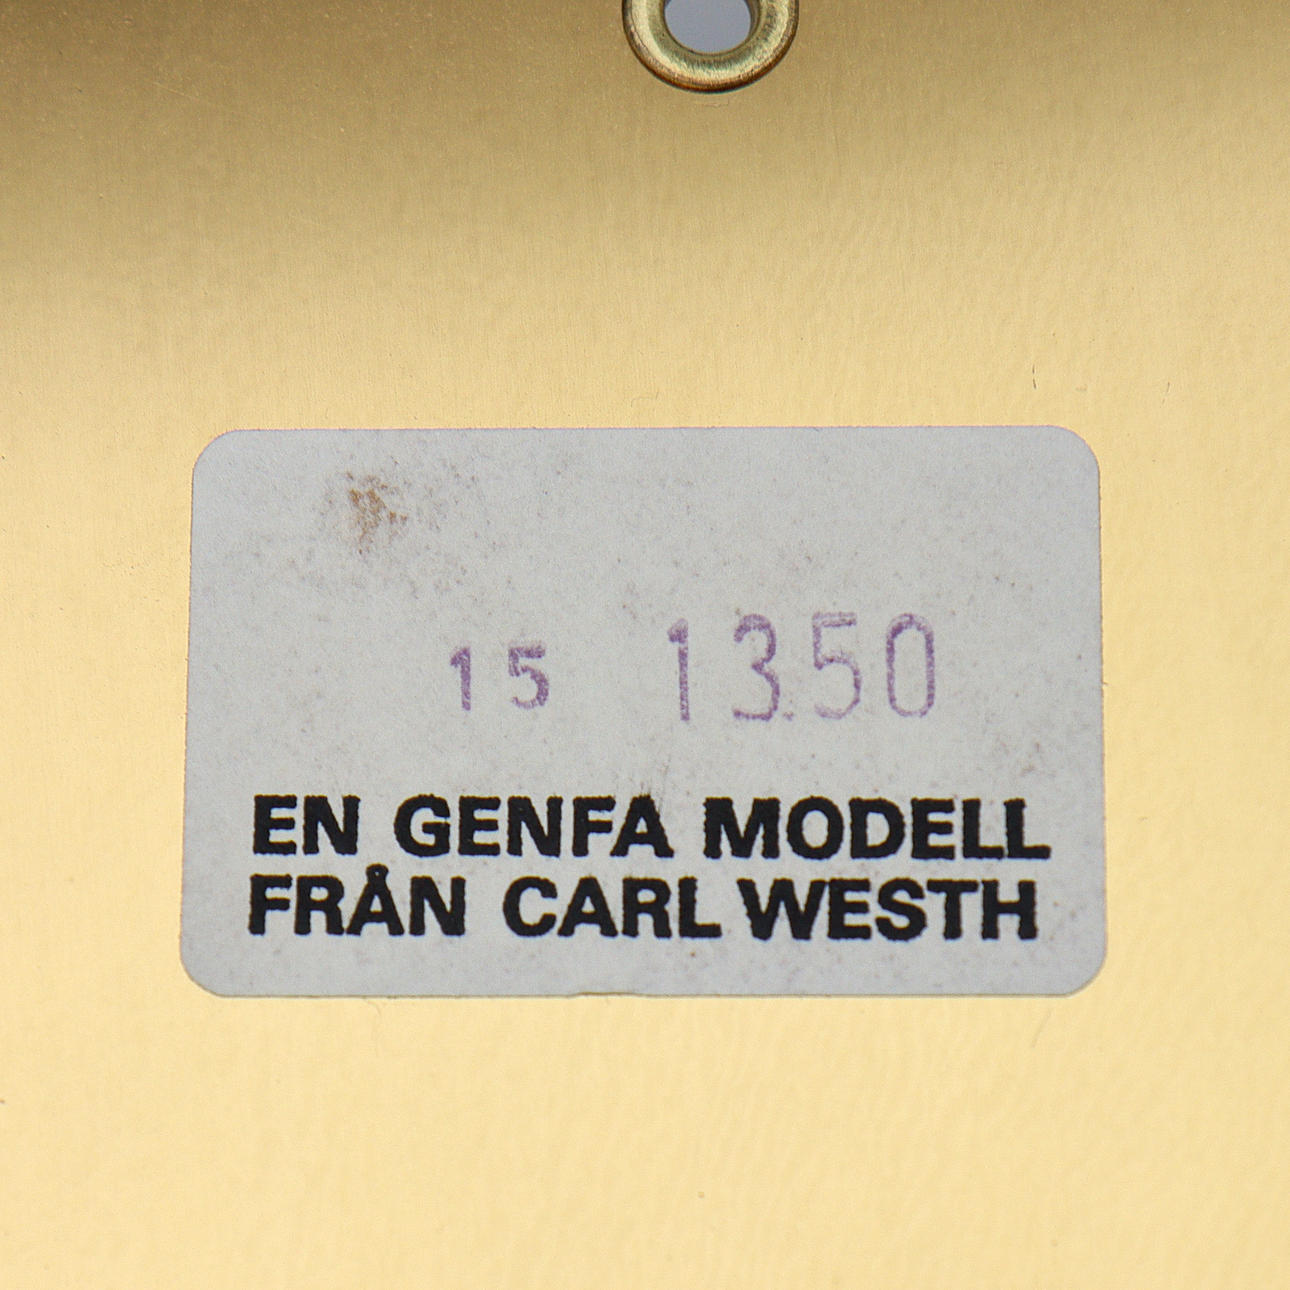 15 13.50
EN GENFA MODELL
FRÅN CARL WESTH